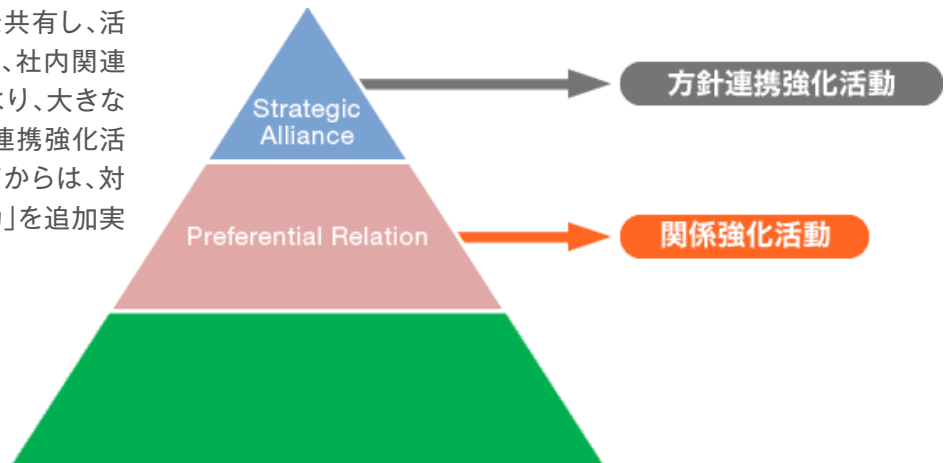 共有し、活
、社内関連
り、大きな
連携強化活
からは、対
」を追加実
Strategic
Alliance
Preferential Relation
方針連携強化活動
関係強化活動